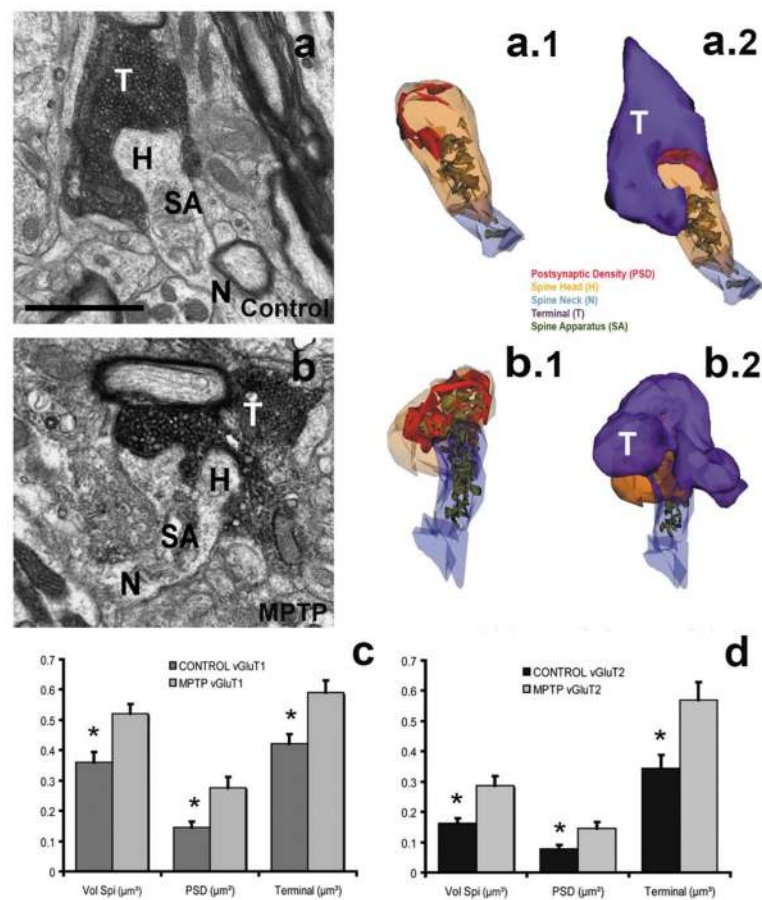 a
T
H
SA
N
Control
a.1
a.2
T
Postsynaptic Density (PSD)
Spine Head (H)
Spine Neck (N)
Terminal (T)
Spine Apparatus (SA)
b
T
H
SA
N
MPTP
b.1
b.2
T
c
CONTROL vGluT1
MPTP vGluT1
0.7
0.6
0.5
0.4
0.3
0.2
0.1
0
*
*
*
Vol Spi (µm³) PSD (µm²) Terminal (µm³)
d
CONTROL vGluT2
MPTP vGluT2
0.7
0.6
0.5
0.4
0.3
0.2
0.1
0
*
*
*
Vol Spi (µm³) PSD (µm²) Terminal (µm³)